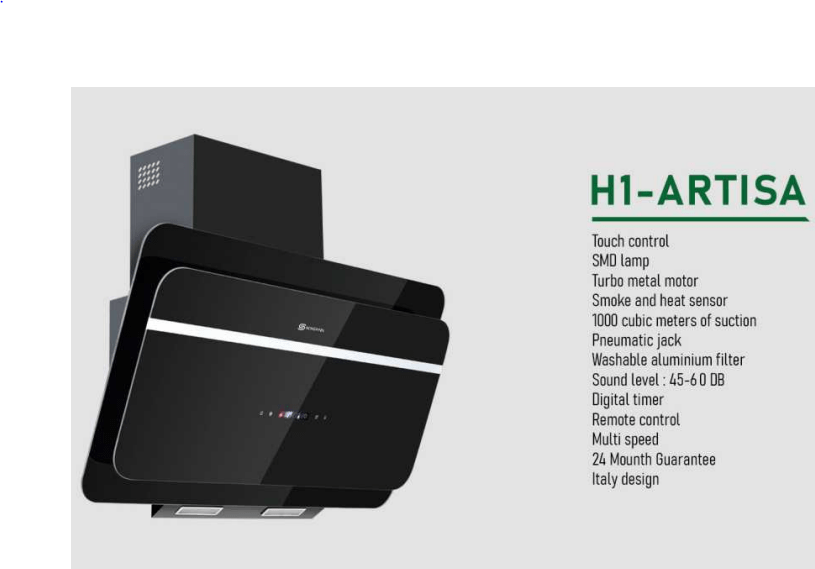 H1-ARTISA
Touch control
SMD lamp
Turbo metal motor
Smoke and heat sensor
1000 cubic meters of suction
Pneumatic jack
Washable aluminium filter
Sound level : 45-60 DB
Digital timer
Remote control
Multi speed
24 Mounth Guarantee
Italy design